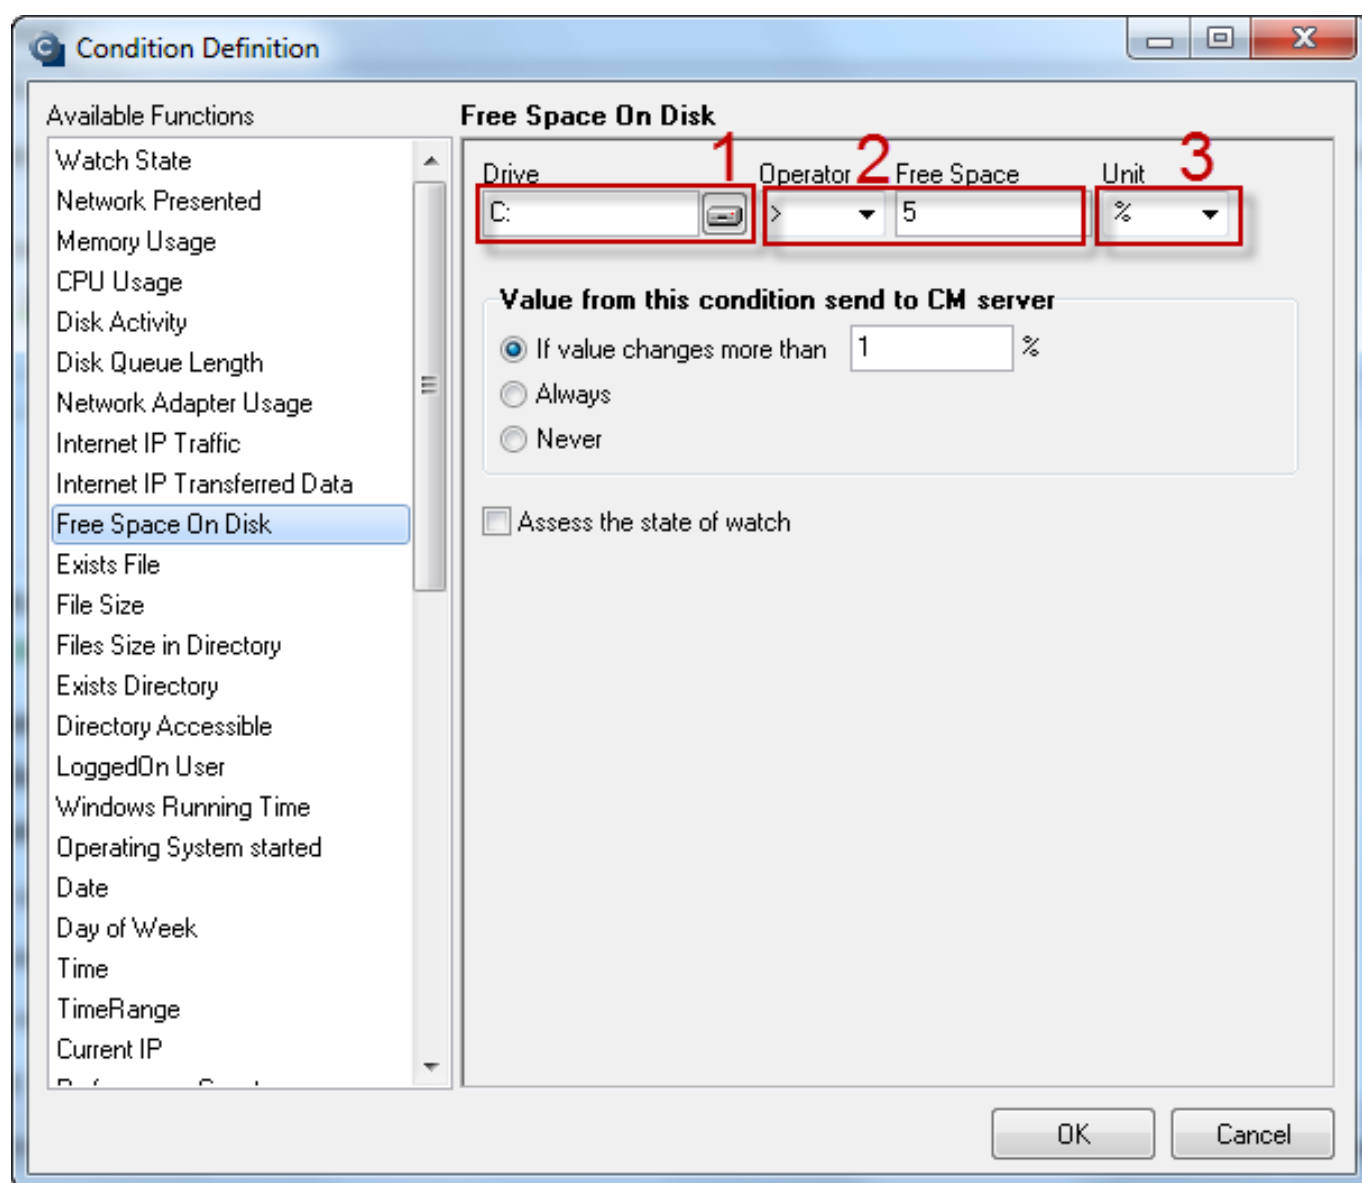 Condition Definition
Available Functions
Watch State
Network Presented
Memory Usage
CPU Usage
Disk Activity
Disk Queue Length
Network Adapter Usage
Internet IP Traffic
Internet IP Transferred Data
Free Space On Disk
Exists File
File Size
Files Size in Directory
Exists Directory
Directory Accessible
LoggedOn User
Windows Running Time
Operating System started
Date
Day of Week
Time
TimeRange
Current IP
Free Space On Disk
1 2 3
Drive Operator Free Space Unit
C: > 5 %
Value from this condition send to CM server
If value changes more than 1 %
Always
Never
Assess the state of watch
OK Cancel